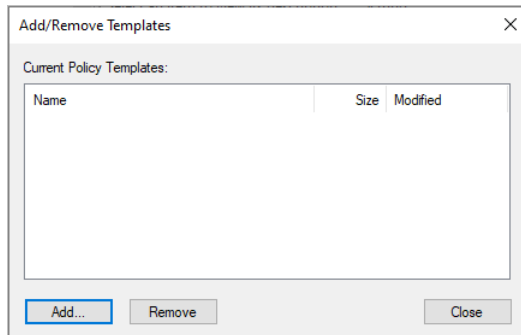 Add/Remove Templates
Current Policy Templates:
Name Size Modified
Add... Remove Close